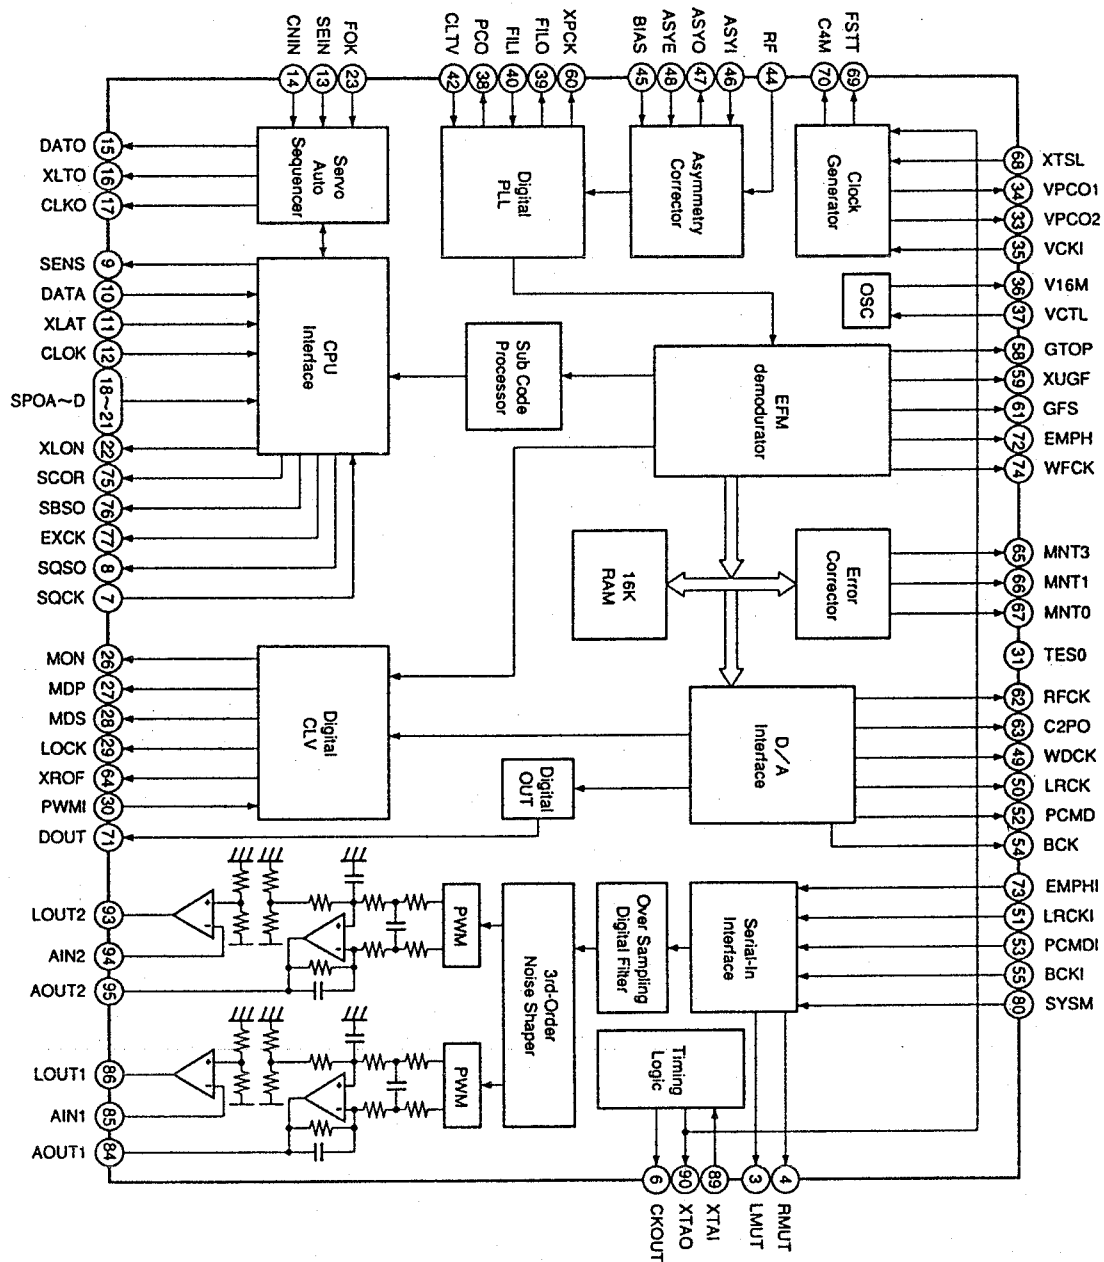 CNIN
SEIN
FOK
CLTV
PCO
FILI
FILO
XPCK
BIAS
ASYE
ASYO
ASYI
RF
C4M
FSTT
14
13
23
42
38
40
39
60
45
48
47
46
44
70
69
DATO 15
XLTO 16
CLKO 17
SENS 9
DATA 10
XLAT 11
CLOK 12
SPOA~D 18~21
XLON 22
SCOR 75
SBSO 76
EXCK 77
SQSO 8
SQCK 7
MON 26
MDP 27
MDS 28
LOCK 29
XROF 64
PWMI 30
DOUT 71
LOUT2 93
AIN2 94
AOUT2 95
LOUT1 86
AIN1 85
AOUT1 84
Servo
Auto
Sequencer
Digital
PLL
Asymmetry
Corrector
Clock
Generator
OSC
CPU
Interface
Sub Code
Processor
EFM
demodurator
16K
RAM
Error
Corrector
Digital
CLV
D/A
Interface
Digital
OUT
PWM
3rd-Order
Noise Shaper
Over Sampling
Digital Filter
Serial-In
Interface
Timing
Logic
PWM
+
-
+
-
+
-
+
-
68 XTSL
34 VPCO1
33 VPCO2
35 VCKI
36 V16M
37 VCTL
58 GTOP
59 XUGF
61 GFS
72 EMPH
74 WFCK
65 MNT3
66 MNT1
67 MNT0
31 TES0
62 RFCK
63 C2PO
49 WDCK
50 LRCK
52 PCMD
54 BCK
73 EMPHI
51 LRCKI
53 PCMDI
55 BCKI
80 SYSM
6
90
89
3
4
CKOUT
XTAO
XTAI
LMUT
RMUT